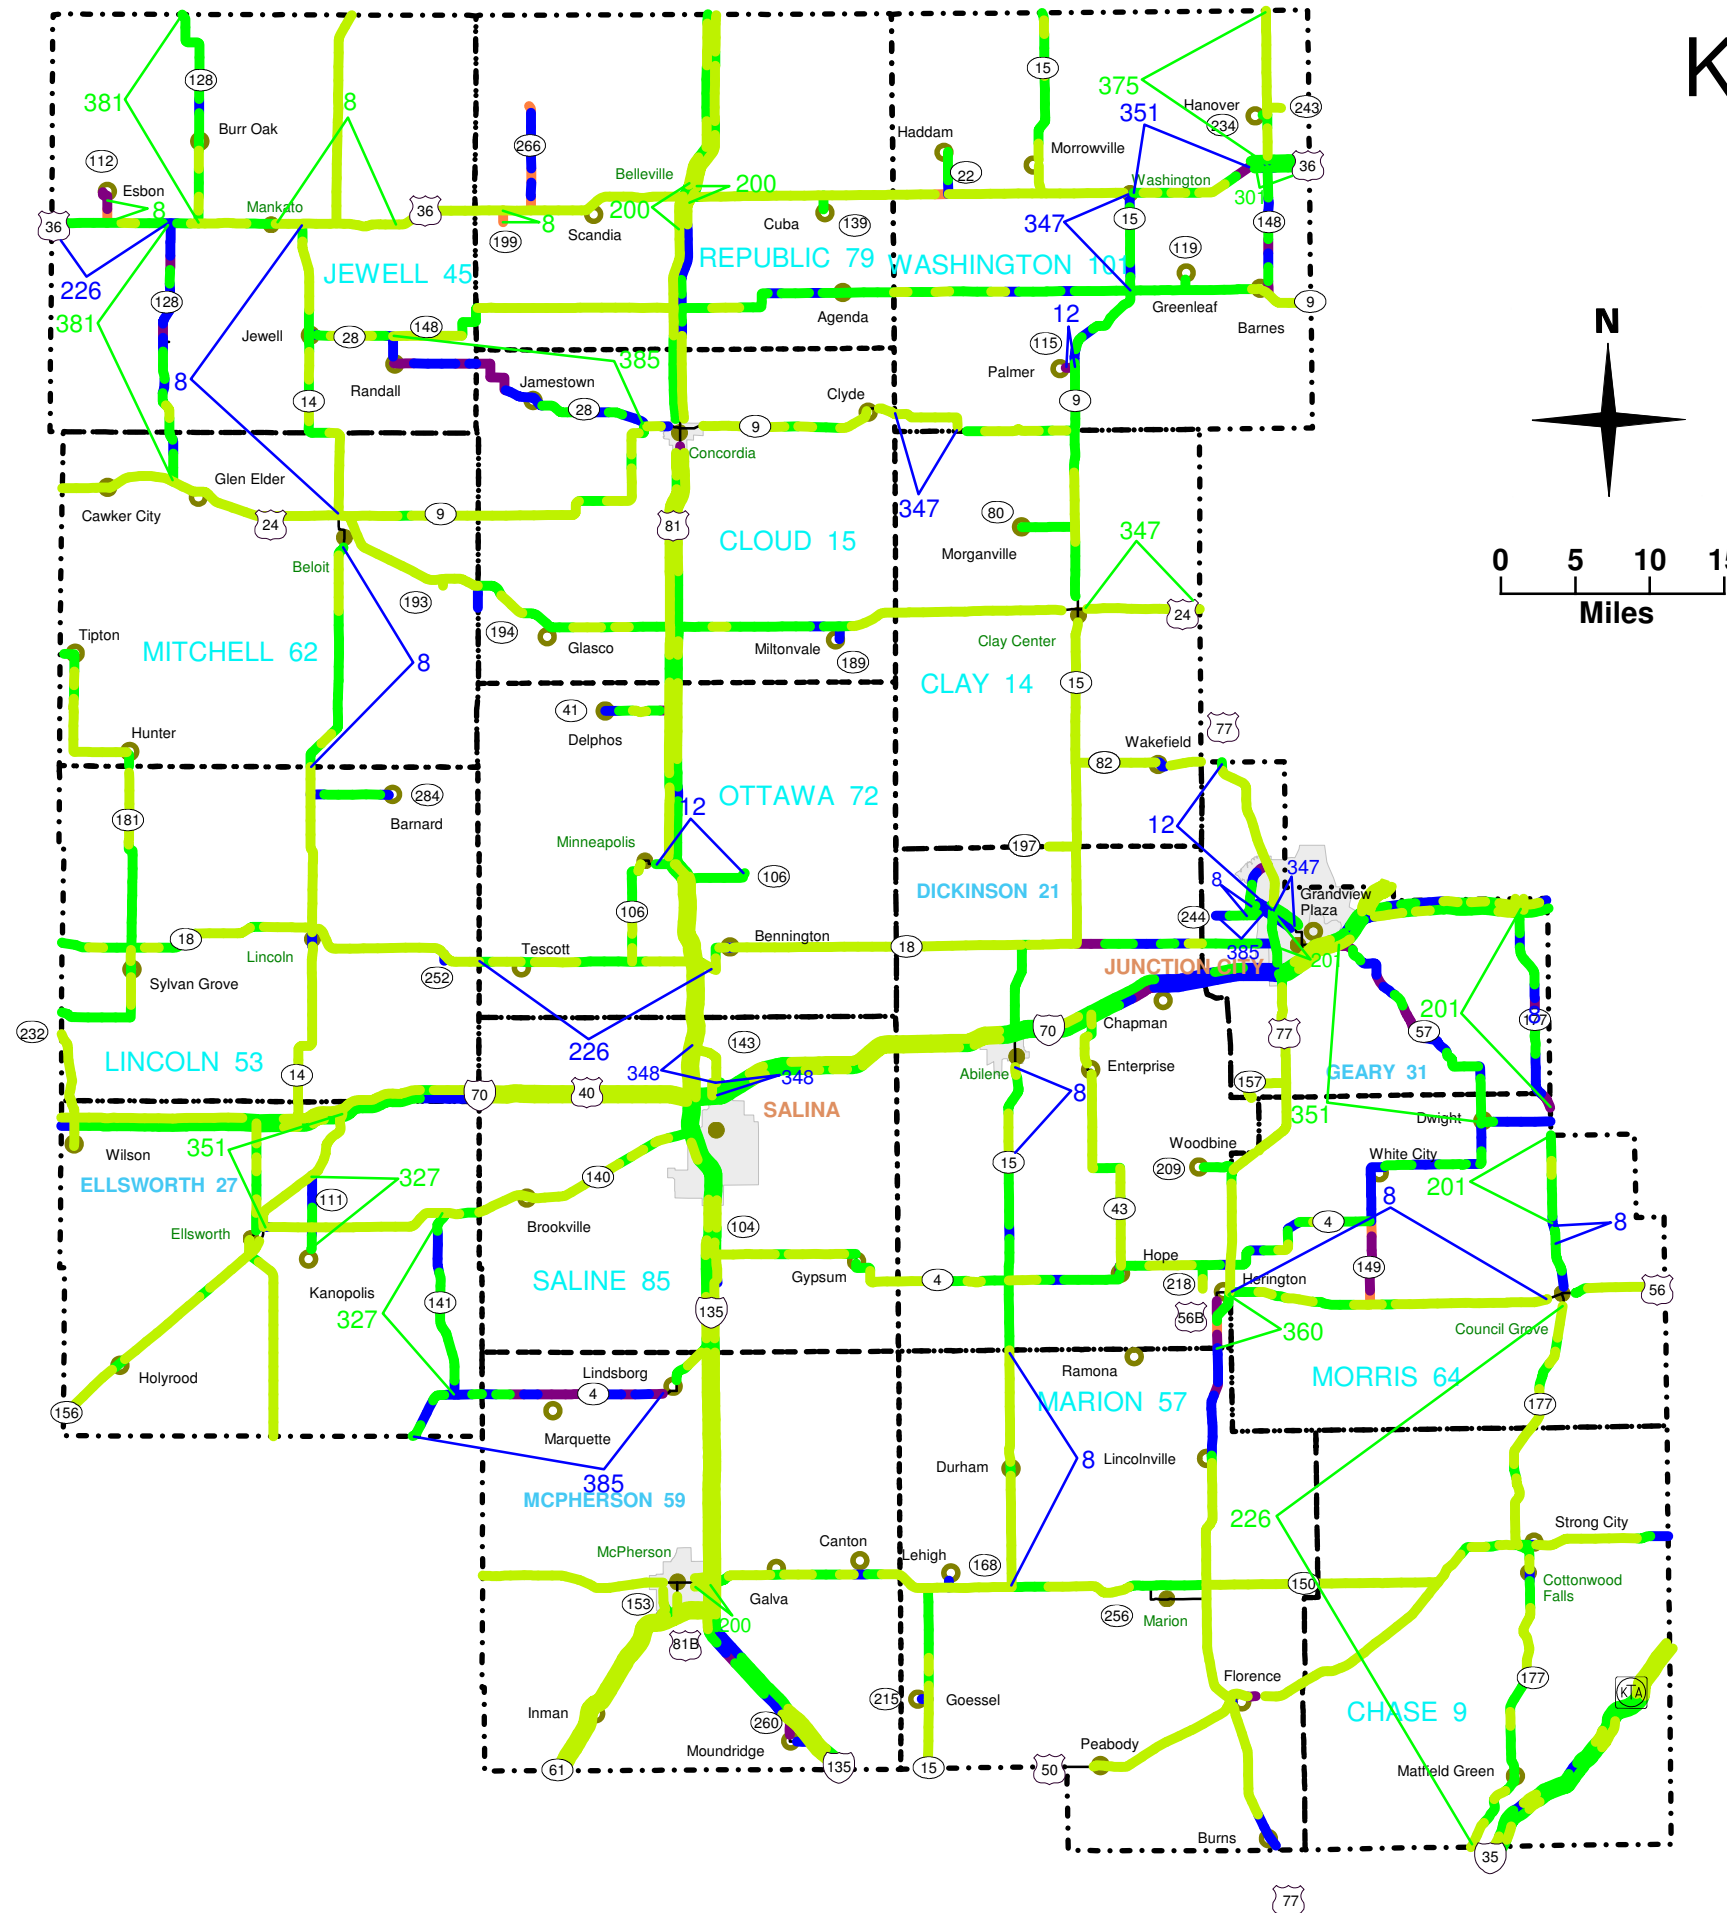 K
128
15
375
381
8
351
Hanover
243
234
Burr Oak
266
Haddam
Morrowville
112
36
Esbon
Belleville
200
22
Washington
301
8
Mankato
36
200
36
8
Scandia
Cuba
139
347
15
148
199
119
226
JEWELL 45
REPUBLIC 79
WASHINGTON 101
128
381
148
Agenda
12
Greenleaf
9
Barnes
N
Jewell
28
115
385
Palmer
8
Randall
Jamestown
Clyde
14
28
9
9
Concordia
Glen Elder
Cawker City
24
9
81
347
80
CLOUD 15
Morganville
347
0 5 10 15
Miles
Beloit
193
194
Glasco
Miltonvale
189
24
Clay Center
Tipton
MITCHELL 62
8
CLAY 14
15
41
Delphos
77
Hunter
Wakefield
82
284
Barnard
OTTAWA 72
12
181
12
Minneapolis
197
347
106
8
DICKINSON 21
Grandview
Plaza
106
244
18
Tescott
Bennington
18
385
201
JUNCTION CITY
Lincoln
252
Sylvan Grove
201
177
8
232
226
143
70
Chapman
77
57
LINCOLN 53
14
348
348
Abilene
Enterprise
GEARY 31
70
40
SALINA
8
157
351
Dwight
Wilson
351
Woodbine
White City
15
209
ELLSWORTH 27
327
140
201
111
Brookville
43
8
8
Ellsworth
104
4
Hope
Gypsum
4
218
Herington
149
Kanopolis
SALINE 85
141
327
135
56B
360
56
Council Grove
Holyrood
Lindsborg
Ramona
MORRIS 64
4
MARION 57
156
Marquette
177
385
Durham
8
Lincolnville
MCPHERSON 59
226
Strong City
McPherson
Canton
Lehigh
168
150
Cottonwood
Falls
153
Galva
256
Marion
200
81B
Florence
177
KTA
Inman
260
215
Goessel
CHASE 9
Moundridge
Peabody
61
135
15
50
Matfield Green
Burns
35
77